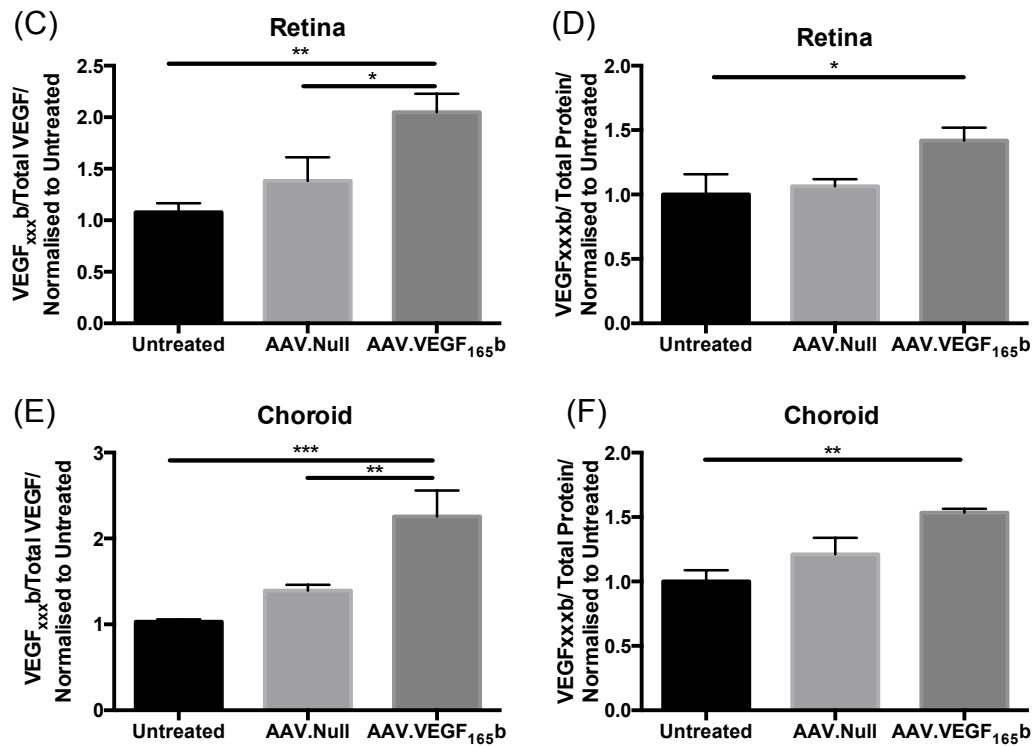 (C)
Retina
**
*
VEGFxxxb/Total VEGF/
Normalised to Untreated
2.5
2.0
1.5
1.0
0.5
0.0
Untreated AAV.Null AAV.VEGF165b
(D)
Retina
*
VEGFxxxb/ Total Protein/
Normalised to Untreated
2.0
1.5
1.0
0.5
0.0
Untreated AAV.Null AAV.VEGF165b
(E)
Choroid
***
**
VEGFxxxb/Total VEGF/
Normalised to Untreated
3
2
1
0
Untreated AAV.Null AAV.VEGF165b
(F)
Choroid
**
VEGFxxxb/ Total Protein/
Normalised to Untreated
2.0
1.5
1.0
0.5
0.0
Untreated AAV.Null AAV.VEGF165b